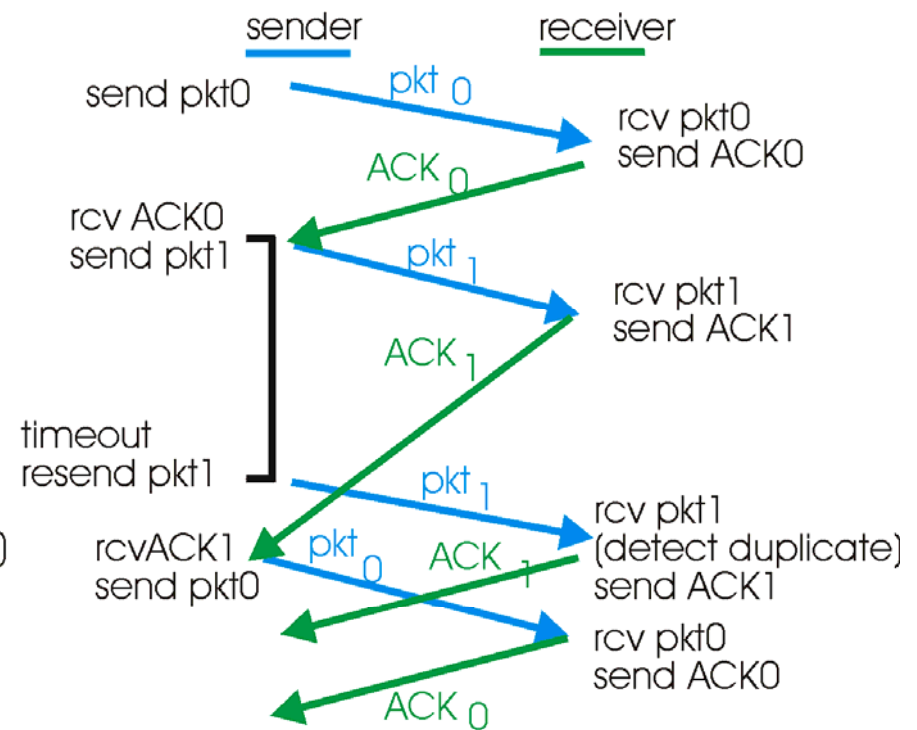 sender
receiver
send pkt0
pkt 0
rcv pkt0
send ACK0
ACK 0
rcv ACK0
send pkt1
pkt 1
rcv pkt1
send ACK1
ACK 1
timeout
resend pkt1
pkt 1
rcv pkt1
(detect duplicate)
send ACK1
rcvACK1
send pkt0
pkt 0
ACK 1
rcv pkt0
send ACK0
ACK 0